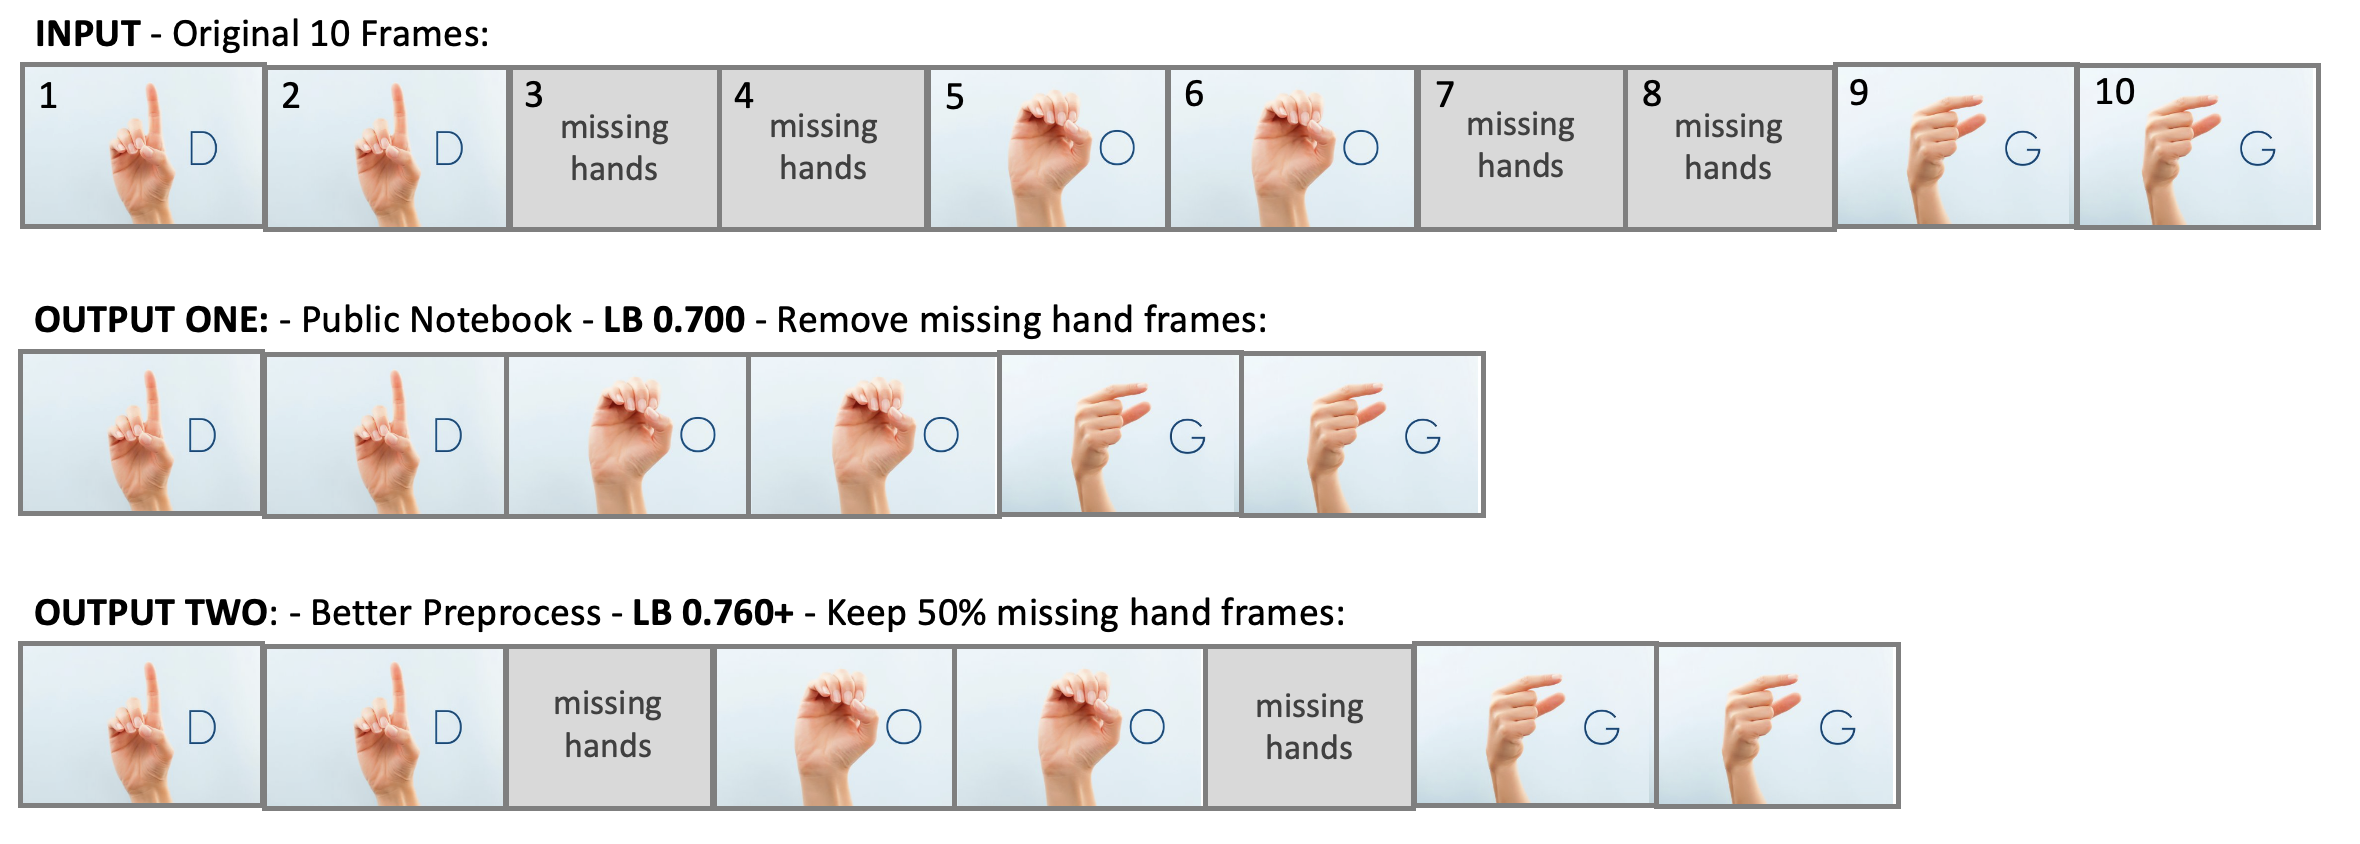 INPUT - Original 10 Frames:
1 D
2 D
3 missing hands
4 missing hands
5 O
6 O
7 missing hands
8 missing hands
9 G
10 G
OUTPUT ONE: - Public Notebook - LB 0.700 - Remove missing hand frames:
D
D
O
O
G
G
OUTPUT TWO: - Better Preprocess - LB 0.760+ - Keep 50% missing hand frames:
D
D
missing hands
O
O
missing hands
G
G